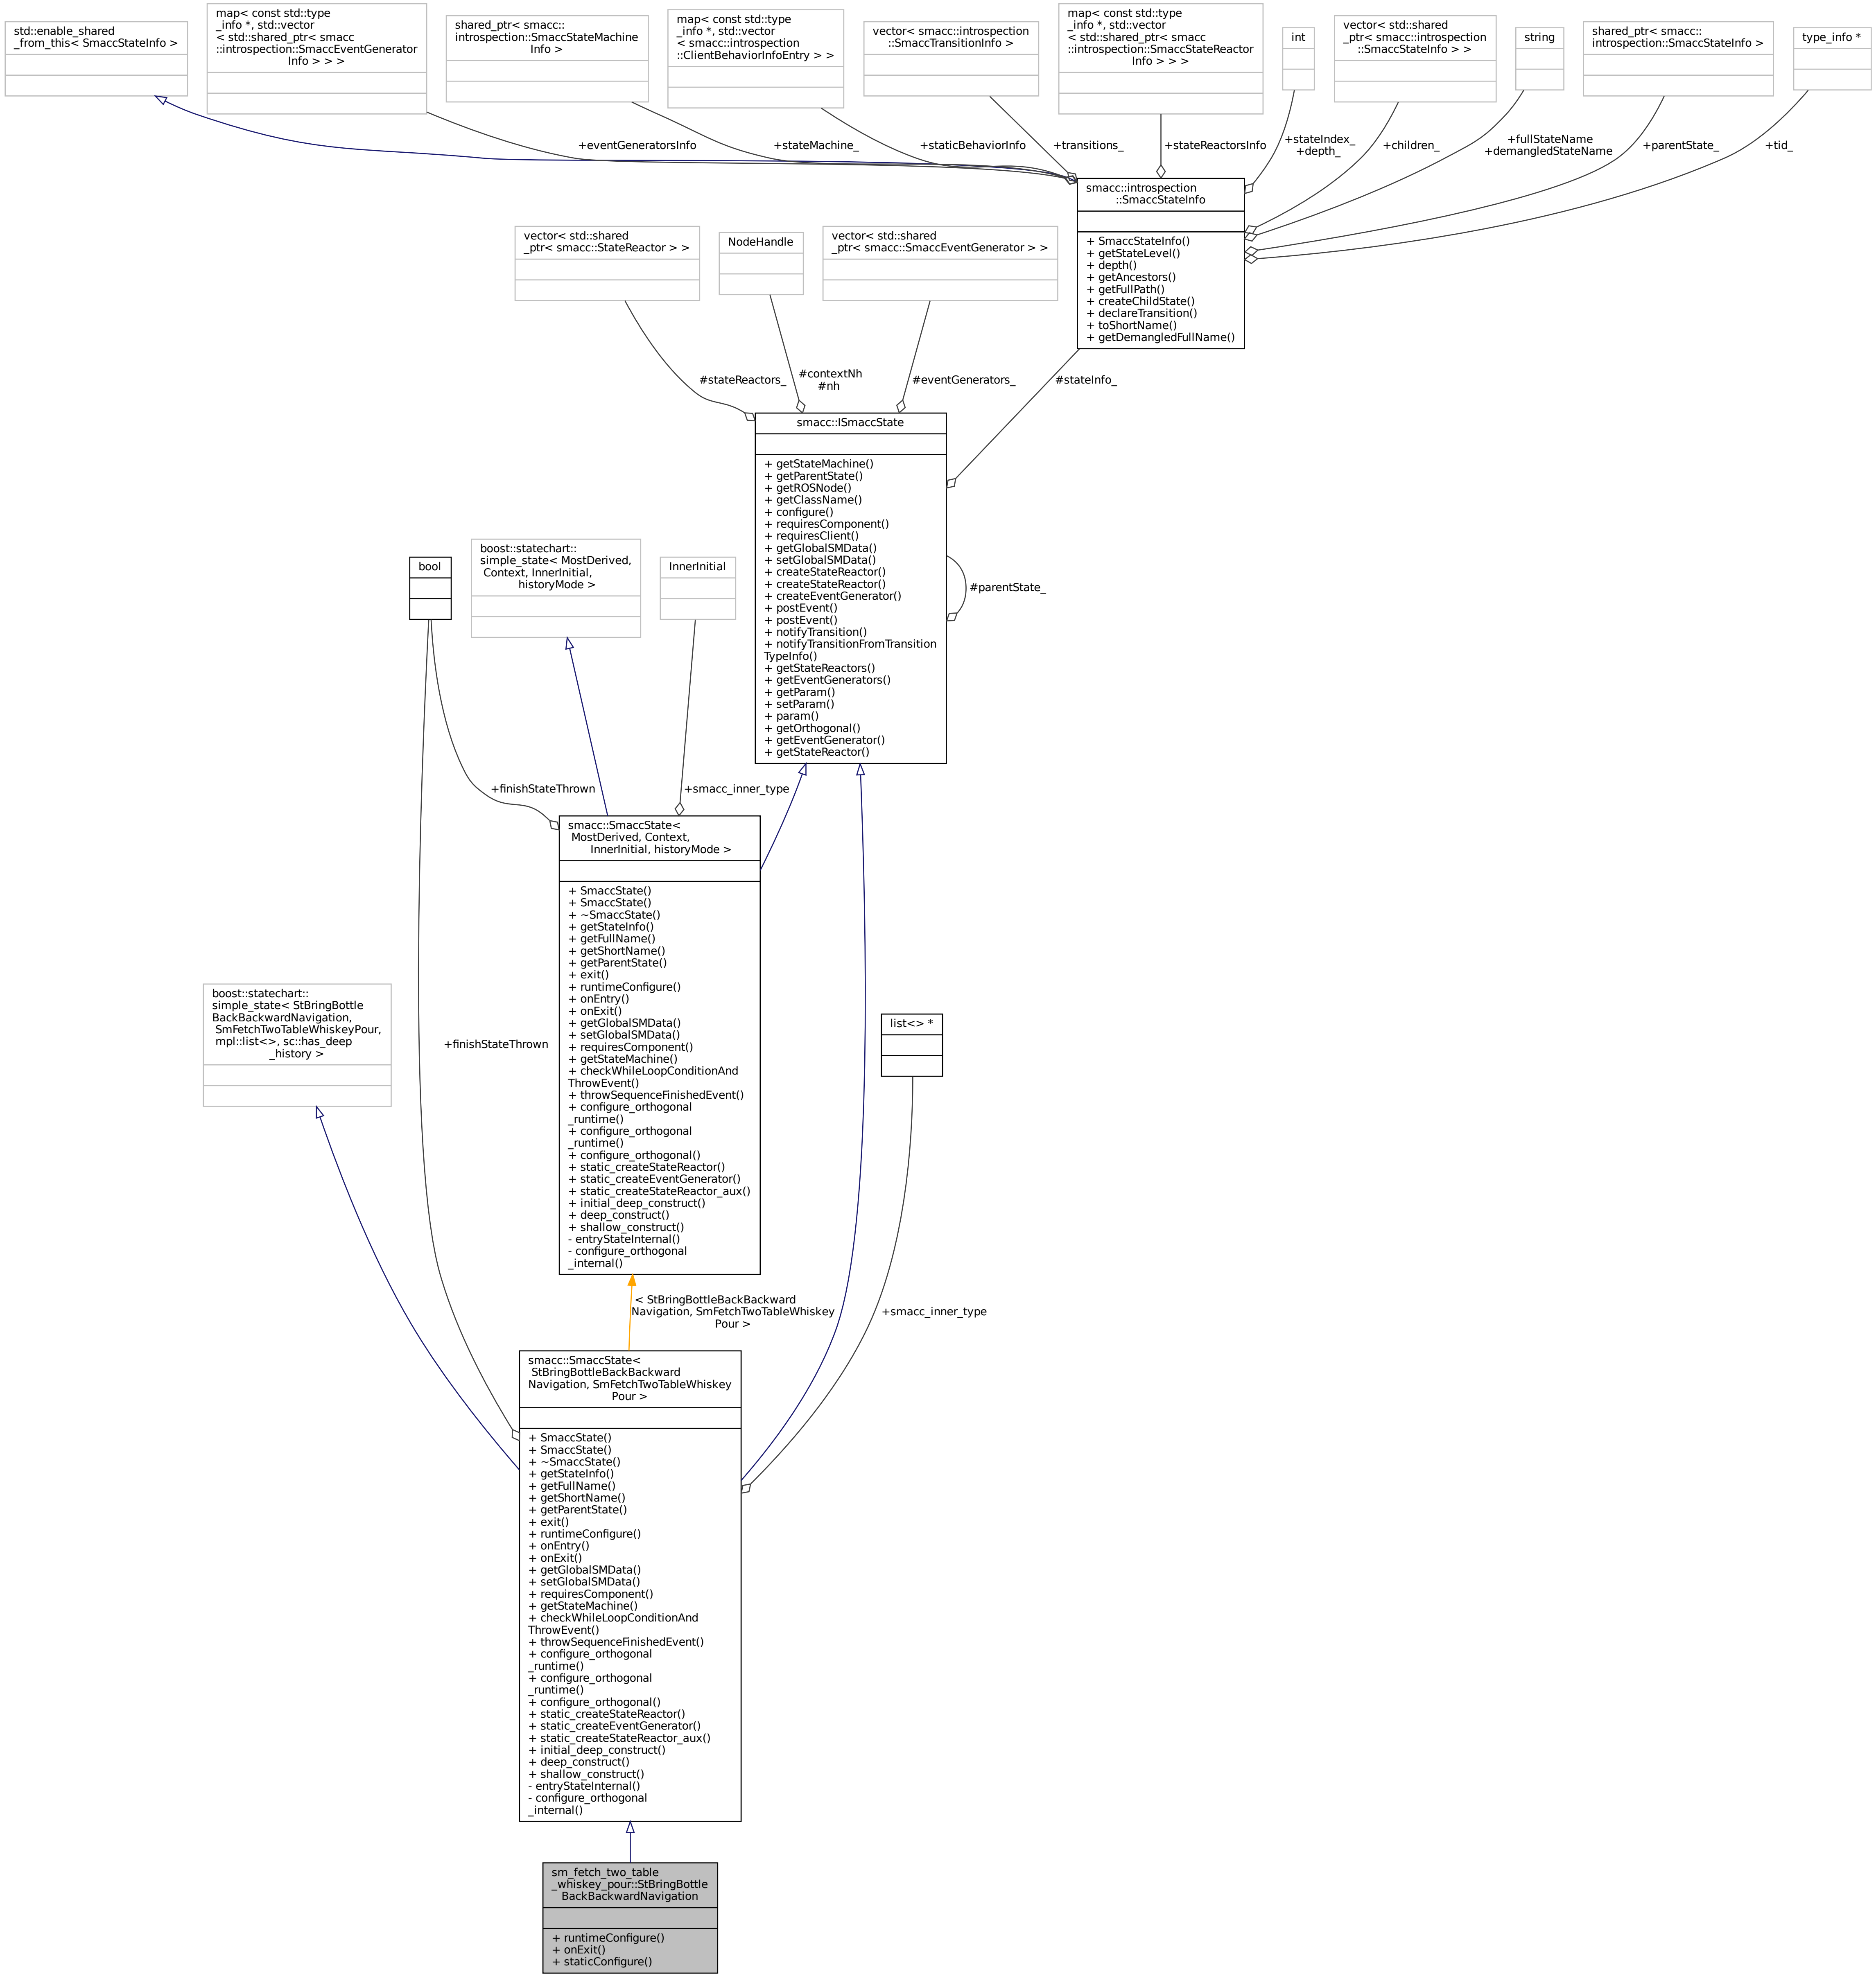 std::enable_shared
_from_this< SmaccStateInfo >
map< const std::type
_info *, std::vector
< std::shared_ptr< smacc
::introspection::SmaccEventGenerator
Info > > >
shared_ptr< smacc::
introspection::SmaccStateMachine
Info >
map< const std::type
_info *, std::vector
< smacc::introspection
::ClientBehaviorInfoEntry > >
vector< smacc::introspection
::SmaccTransitionInfo >
map< const std::type
_info *, std::vector
< std::shared_ptr< smacc
::introspection::SmaccStateReactor
Info > > >
int
vector< std::shared
_ptr< smacc::introspection
::SmaccStateInfo > >
string
shared_ptr< smacc::
introspection::SmaccStateInfo >
type_info *
+eventGeneratorsInfo
+stateMachine_
+staticBehaviorInfo
+transitions_
+stateReactorsInfo
+stateIndex_
+depth_
+children_
+fullStateName
+demangledStateName
+parentState_
+tid_
smacc::introspection
::SmaccStateInfo
+ SmaccStateInfo()
+ getStateLevel()
+ depth()
+ getAncestors()
+ getFullPath()
+ createChildState()
+ declareTransition()
+ toShortName()
+ getDemangledFullName()
vector< std::shared
_ptr< smacc::StateReactor > >
NodeHandle
vector< std::shared
_ptr< smacc::SmaccEventGenerator > >
#stateReactors_
#contextNh
#nh
#eventGenerators_
#stateInfo_
smacc::ISmaccState
+ getStateMachine()
+ getParentState()
+ getROSNode()
+ getClassName()
+ configure()
+ requiresComponent()
+ requiresClient()
+ getGlobalSMData()
+ setGlobalSMData()
+ createStateReactor()
+ createStateReactor()
+ createEventGenerator()
+ postEvent()
+ postEvent()
+ notifyTransition()
+ notifyTransitionFromTransition
TypeInfo()
+ getStateReactors()
+ getEventGenerators()
+ getParam()
+ setParam()
+ param()
+ getOrthogonal()
+ getEventGenerator()
+ getStateReactor()
#parentState_
bool
boost::statechart::
simple_state< MostDerived,
Context, InnerInitial,
historyMode >
InnerInitial
+finishStateThrown
+smacc_inner_type
smacc::SmaccState<
MostDerived, Context,
InnerInitial, historyMode >
+ SmaccState()
+ SmaccState()
+ ~SmaccState()
+ getStateInfo()
+ getFullName()
+ getShortName()
+ getParentState()
+ exit()
+ runtimeConfigure()
+ onEntry()
+ onExit()
+ getGlobalSMData()
+ setGlobalSMData()
+ requiresComponent()
+ getStateMachine()
+ checkWhileLoopConditionAnd
ThrowEvent()
+ throwSequenceFinishedEvent()
+ configure_orthogonal
_runtime()
+ configure_orthogonal
_runtime()
+ configure_orthogonal()
+ static_createStateReactor()
+ static_createEventGenerator()
+ static_createStateReactor_aux()
+ initial_deep_construct()
+ deep_construct()
+ shallow_construct()
- entryStateInternal()
- configure_orthogonal
_internal()
boost::statechart::
simple_state< StBringBottle
BackBackwardNavigation,
SmFetchTwoTableWhiskeyPour,
mpl::list<>, sc::has_deep
_history >
+finishStateThrown
list<> *
< StBringBottleBackBackward
Navigation, SmFetchTwoTableWhiskey
Pour >
+smacc_inner_type
smacc::SmaccState<
StBringBottleBackBackward
Navigation, SmFetchTwoTableWhiskey
Pour >
+ SmaccState()
+ SmaccState()
+ ~SmaccState()
+ getStateInfo()
+ getFullName()
+ getShortName()
+ getParentState()
+ exit()
+ runtimeConfigure()
+ onEntry()
+ onExit()
+ getGlobalSMData()
+ setGlobalSMData()
+ requiresComponent()
+ getStateMachine()
+ checkWhileLoopConditionAnd
ThrowEvent()
+ throwSequenceFinishedEvent()
+ configure_orthogonal
_runtime()
+ configure_orthogonal
_runtime()
+ configure_orthogonal()
+ static_createStateReactor()
+ static_createEventGenerator()
+ static_createStateReactor_aux()
+ initial_deep_construct()
+ deep_construct()
+ shallow_construct()
- entryStateInternal()
- configure_orthogonal
_internal()
sm_fetch_two_table
_whiskey_pour::StBringBottle
BackBackwardNavigation
+ runtimeConfigure()
+ onExit()
+ staticConfigure()